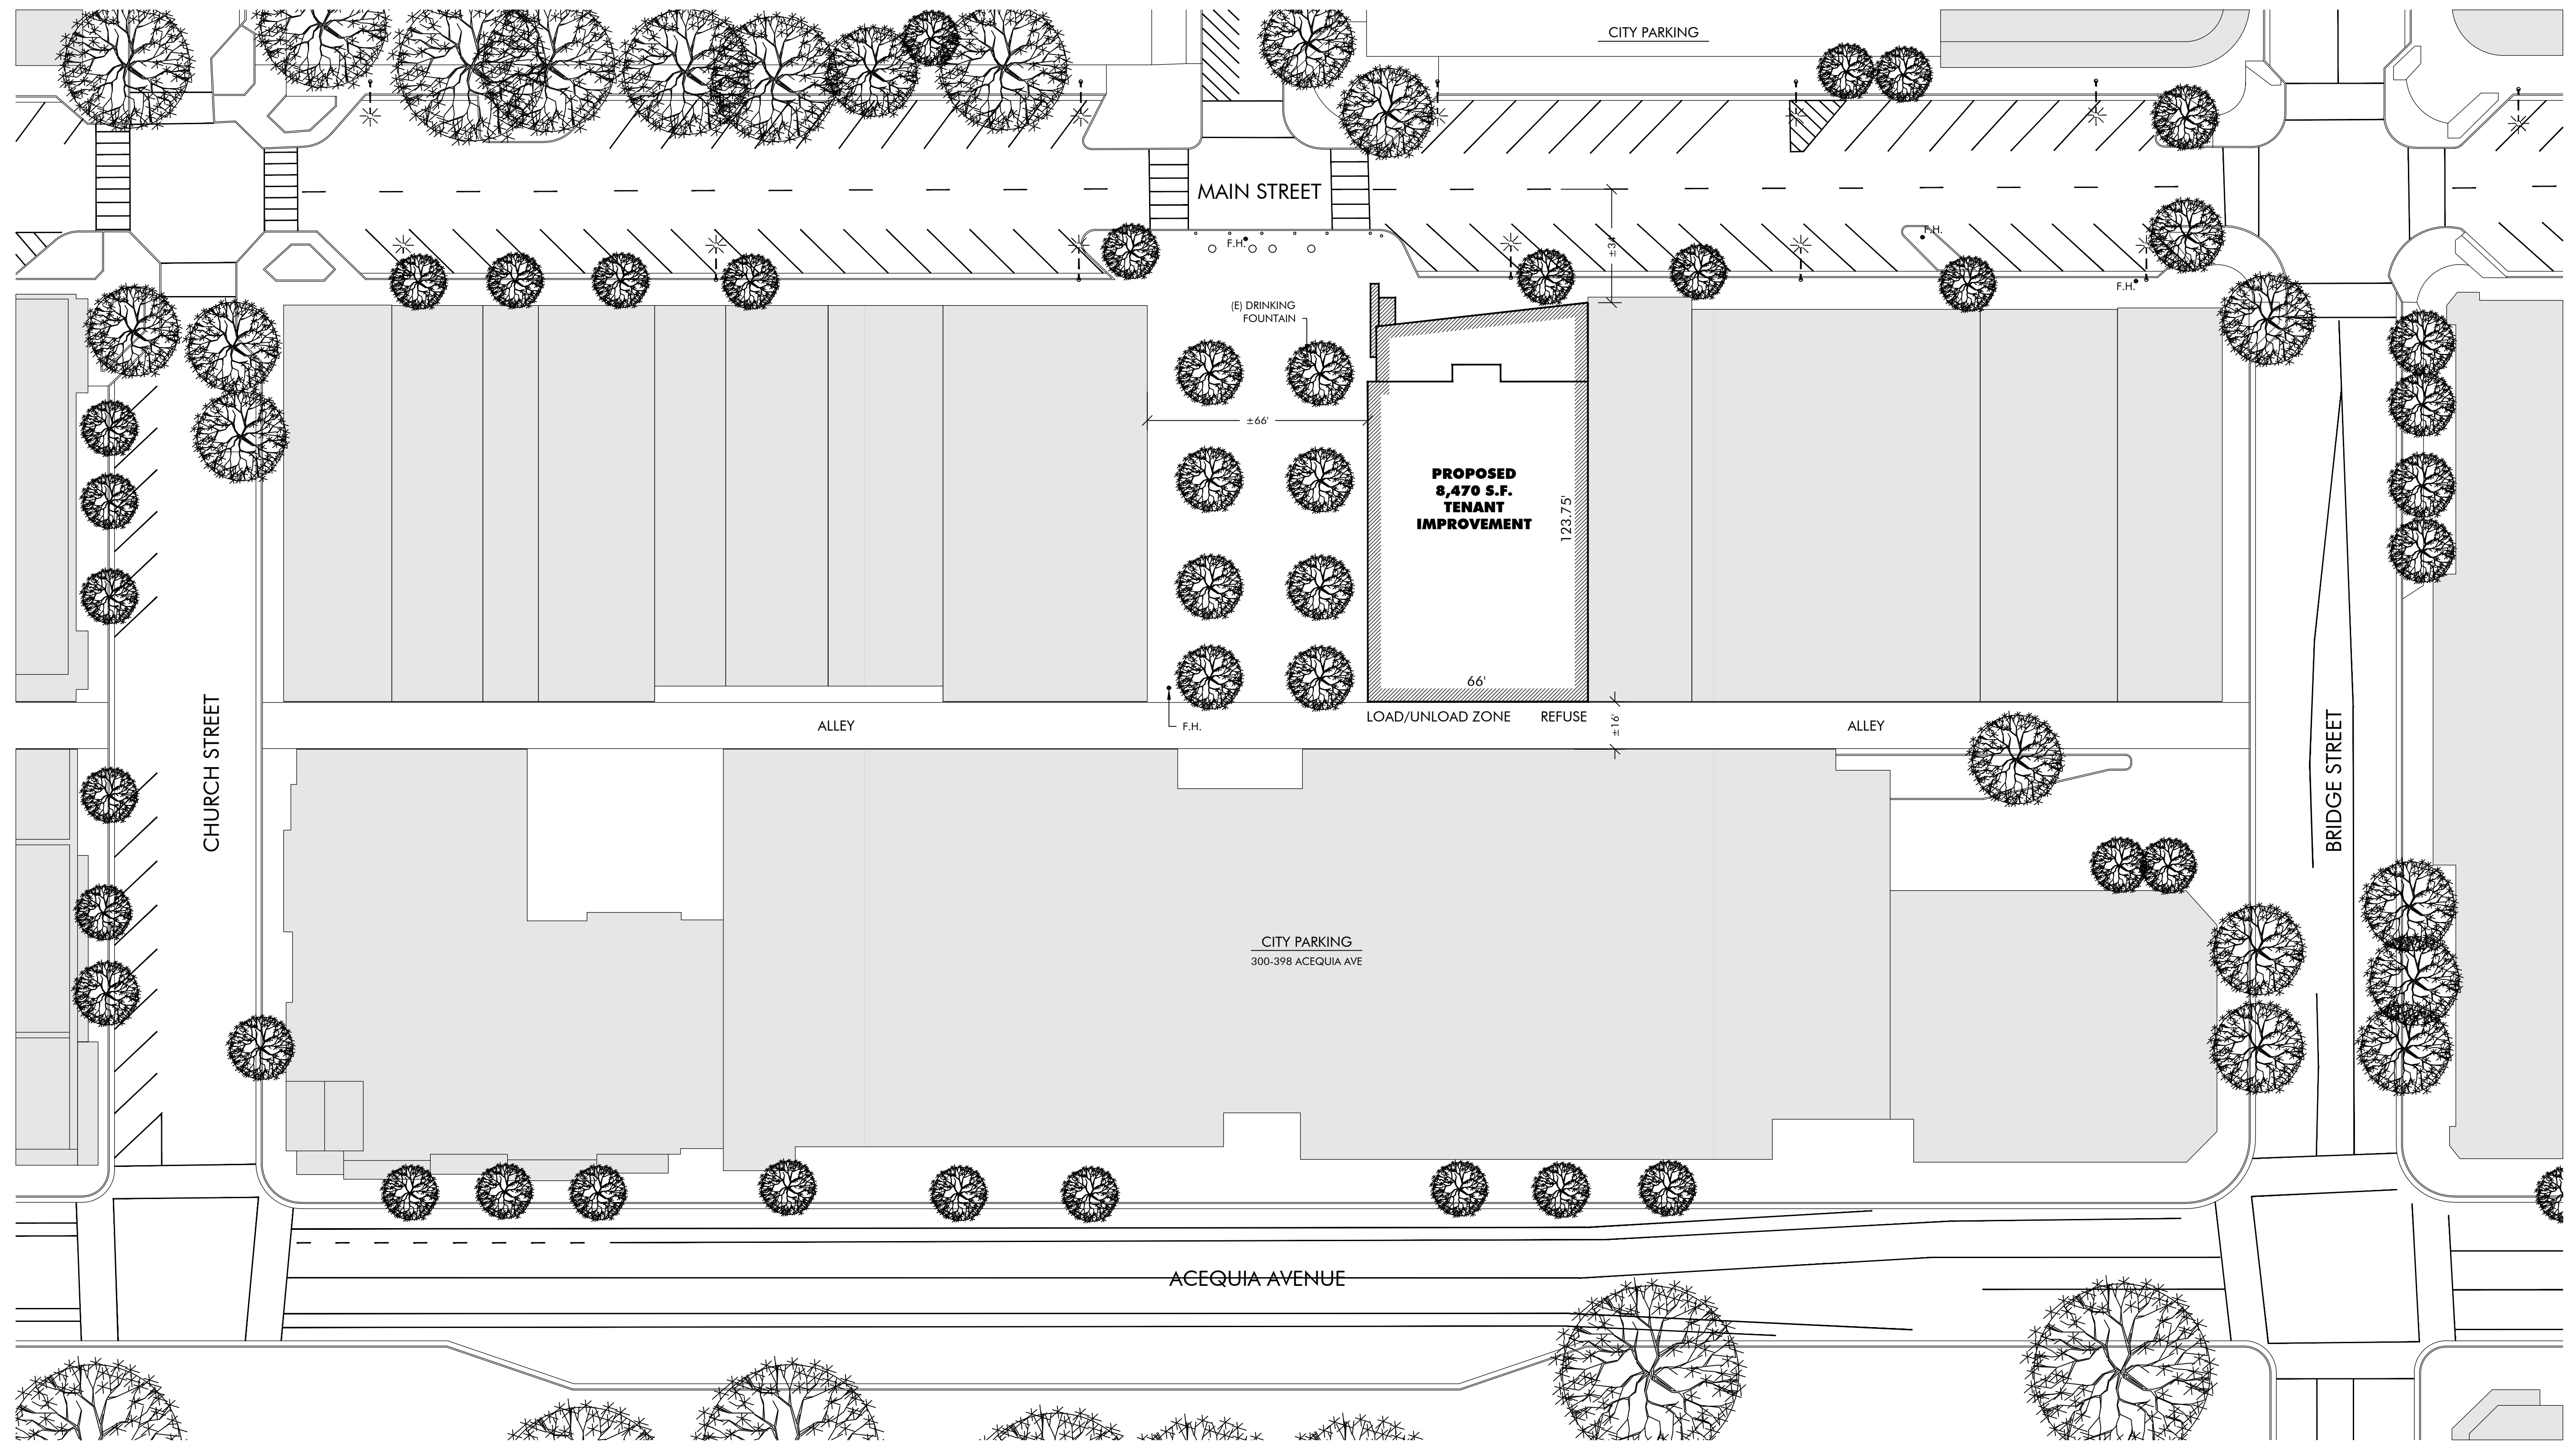 CITY PARKING
MAIN STREET
F.H.
±34'
F.H.
F.H.
(E) DRINKING
FOUNTAIN
±66'
PROPOSED
8,470 S.F.
TENANT
IMPROVEMENT
123.75'
66'
LOAD/UNLOAD ZONE
REFUSE
±16'
ALLEY
F.H.
ALLEY
CHURCH STREET
BRIDGE STREET
CITY PARKING
300-398 ACEQUIA AVE
ACEQUIA AVENUE